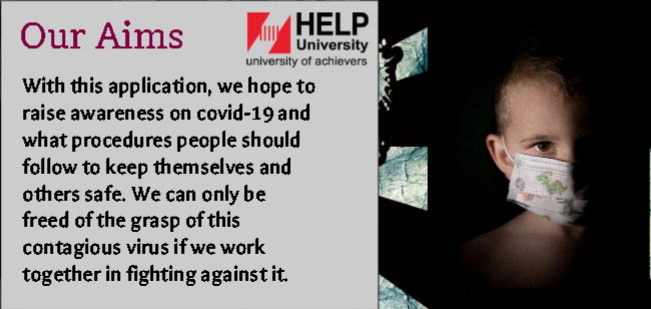 Our Aims
HELP
University
university of achievers
With this application, we hope to
raise awareness on covid-19 and
what procedures people should
follow to keep themselves and
others safe. We can only be
freed of the grasp of this
contagious virus if we work
together in fighting against it.